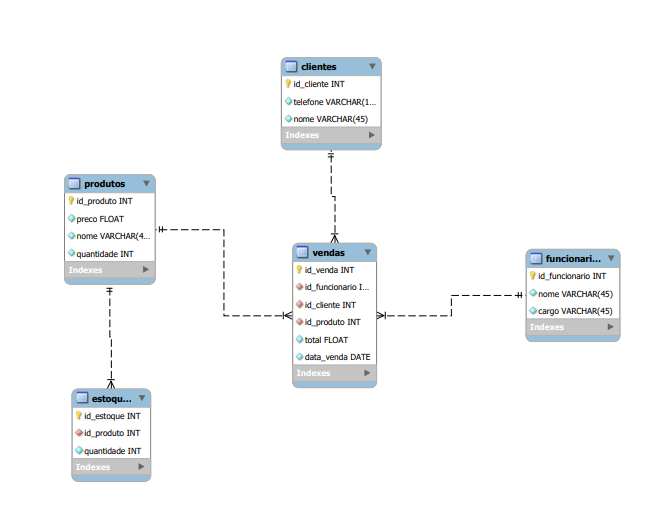 clientes
id_cliente INT
telefone VARCHAR(1...
nome VARCHAR(45)
Indexes
produtos
id_produto INT
preco FLOAT
nome VARCHAR(4...
quantidade INT
Indexes
vendas
id_venda INT
id_funcionario I...
id_cliente INT
id_produto INT
total FLOAT
data_venda DATE
Indexes
funcionari...
id_funcionario INT
nome VARCHAR(45)
cargo VARCHAR(45)
Indexes
estoqu...
id_estoque INT
id_produto INT
quantidade INT
Indexes